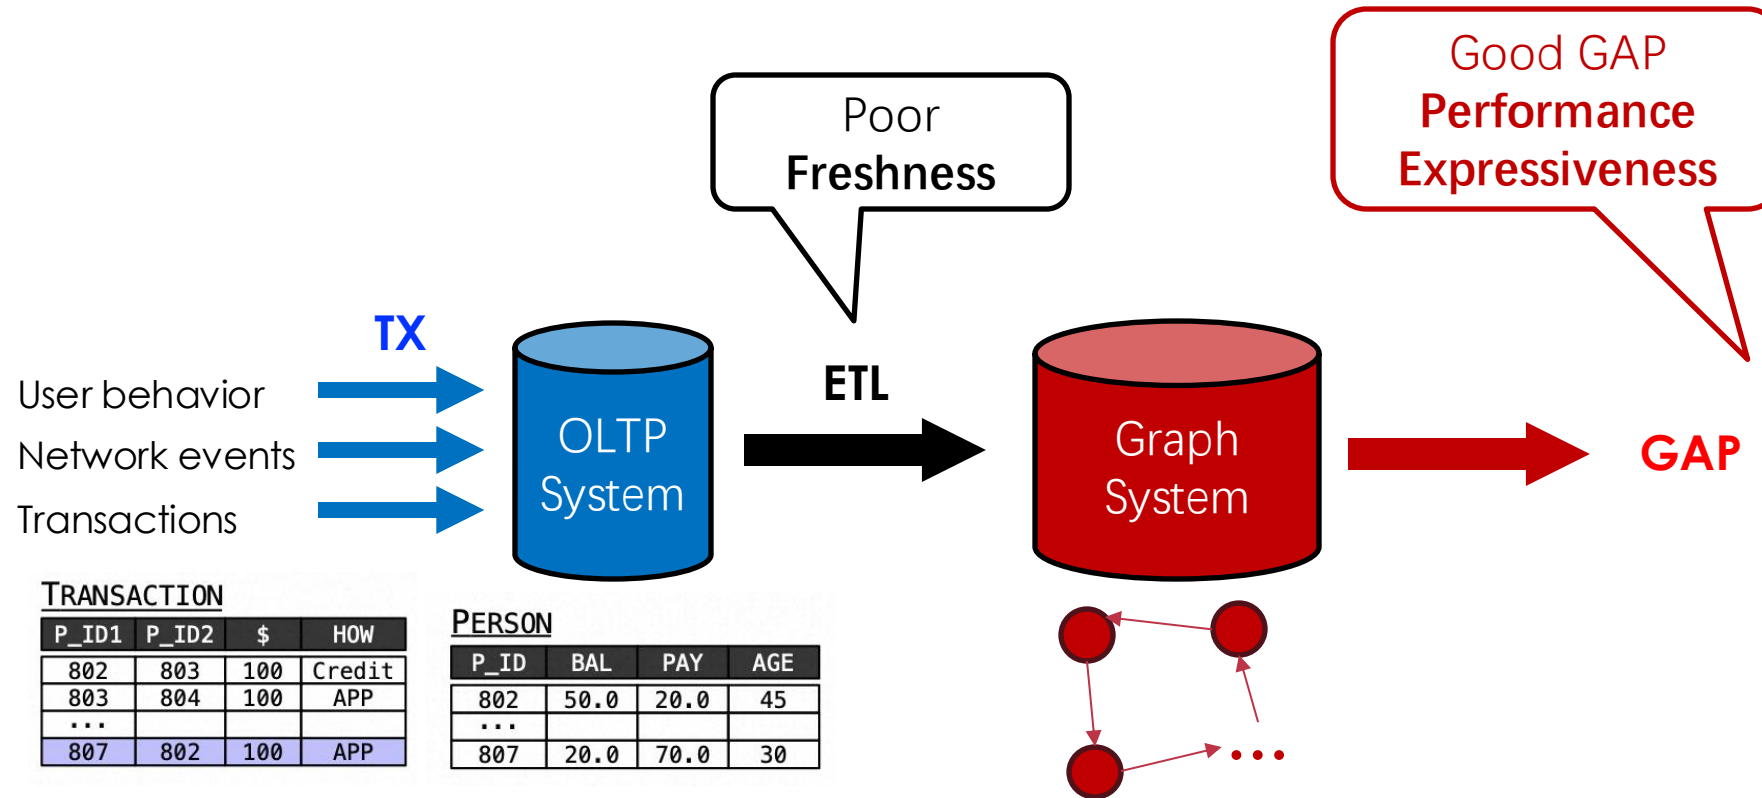 Poor
Freshness
Good GAP
Performance
Expressiveness
TX
User behavior
Network events
Transactions
OLTP
System
ETL
Graph
System
GAP
TRANSACTION
P_ID1 P_ID2 $ HOW
802 803 100 Credit
803 804 100 APP
...
807 802 100 APP
PERSON
P_ID BAL PAY AGE
802 50.0 20.0 45
...
807 20.0 70.0 30
...